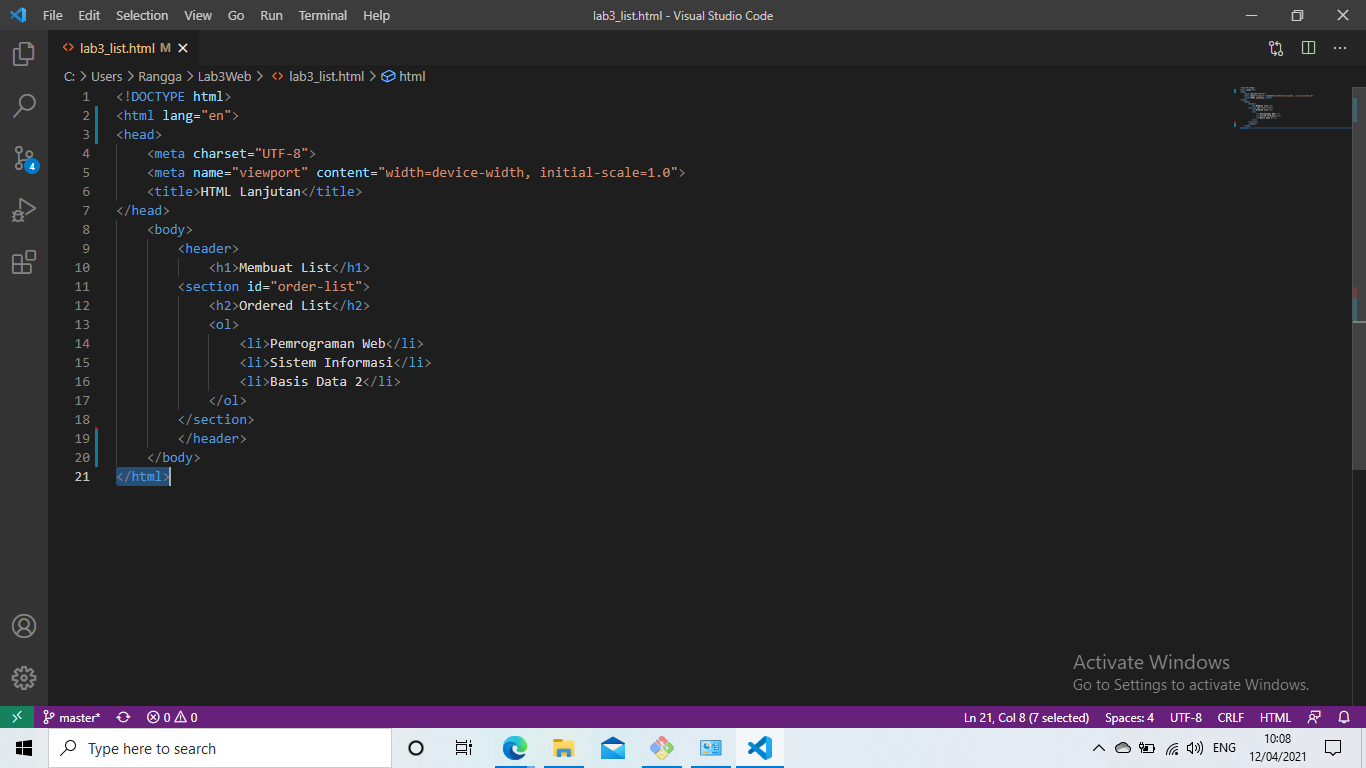 File Edit Selection View Go Run Terminal Help lab3_list.html - Visual Studio Code
lab3_list.html M
C: > Users > Rangga > Lab3Web > lab3_list.html > html
1 <!DOCTYPE html>
2 <html lang="en">
3 <head>
4 <meta charset="UTF-8">
5 <meta name="viewport" content="width=device-width, initial-scale=1.0">
6 <title>HTML Lanjutan</title>
7 </head>
8 <body>
9 <header>
10 <h1>Membuat List</h1>
11 <section id="order-list">
12 <h2>Ordered List</h2>
13 <ol>
14 <li>Pemrograman Web</li>
15 <li>Sistem Informasi</li>
16 <li>Basis Data 2</li>
17 </ol>
18 </section>
19 </header>
20 </body>
21 </html>
4
Activate Windows
Go to Settings to activate Windows.
master* 0 0 Ln 21, Col 8 (7 selected) Spaces: 4 UTF-8 CRLF HTML
Type here to search
ENG
10:08
12/04/2021